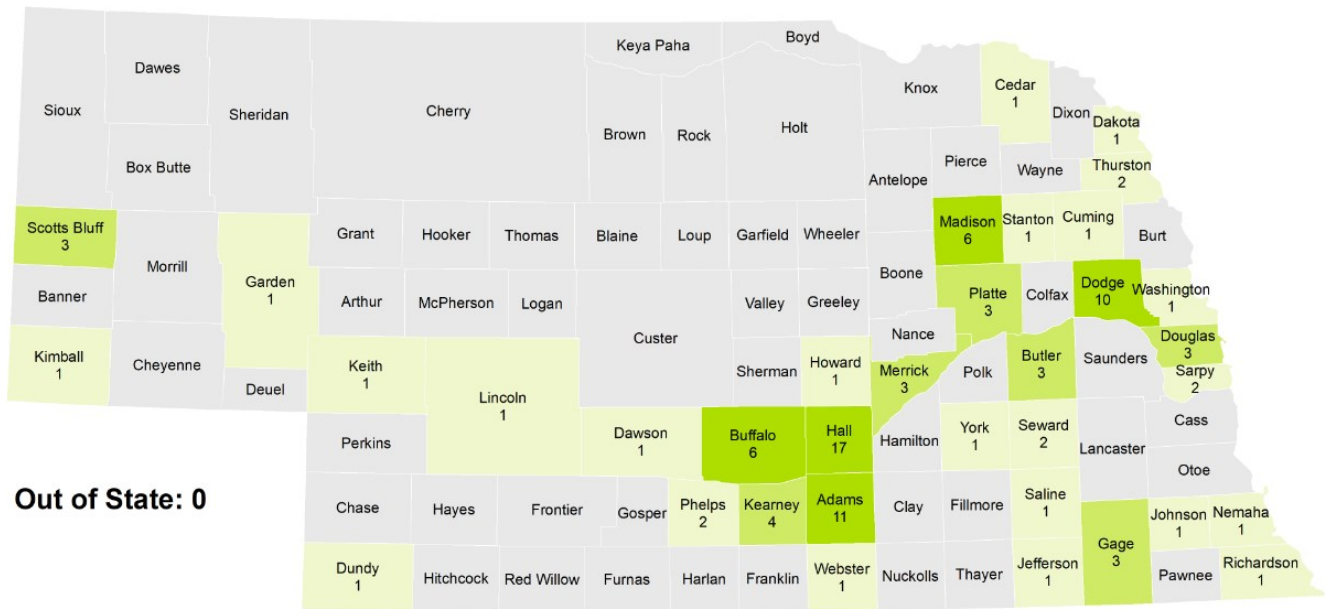 Keya Paha
Boyd
Dawes
Knox
Cedar
1
Sioux
Sheridan
Cherry
Dixon
Dakota
1
Brown
Rock
Holt
Box Butte
Pierce
Wayne
Thurston
2
Antelope
Scotts Bluff
3
Grant
Hooker
Thomas
Blaine
Loup
Garfield
Wheeler
Madison
6
Stanton
1
Cuming
1
Burt
Morrill
Garden
1
Boone
Banner
Arthur
McPherson
Logan
Valley
Greeley
Platte
3
Colfax
Dodge
10
Washington
1
Custer
Nance
Kimball
1
Cheyenne
Deuel
Keith
1
Lincoln
1
Sherman
Howard
1
Merrick
3
Polk
Butler
3
Saunders
Douglas
3
Sarpy
2
Perkins
Dawson
1
Buffalo
6
Hall
17
Hamilton
York
1
Seward
2
Lancaster
Cass
Otoe
Out of State: 0
Chase
Hayes
Frontier
Gosper
Phelps
2
Kearney
4
Adams
11
Clay
Fillmore
Saline
1
Gage
3
Johnson
1
Nemaha
1
Dundy
1
Hitchcock
Red Willow
Furnas
Harlan
Franklin
Webster
1
Nuckolls
Thayer
Jefferson
1
Pawnee
Richardson
1